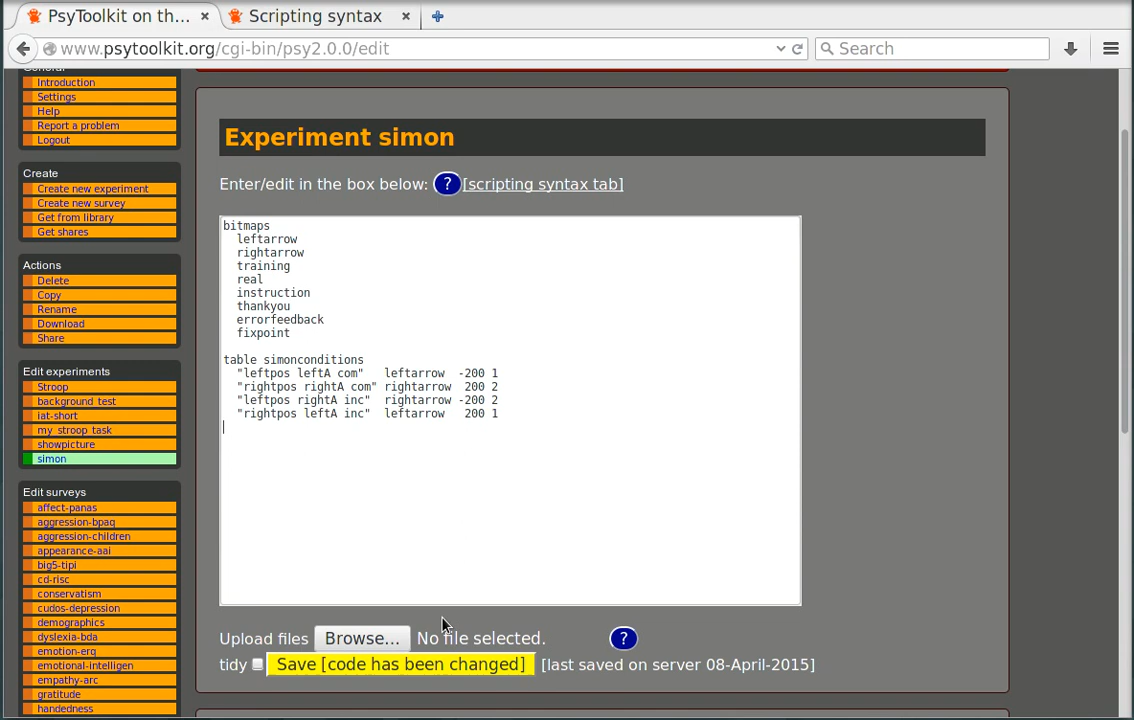 PsyToolkit on th... ×
Scripting syntax ×
www.psytoolkit.org/cgi-bin/psy2.0.0/edit
Search
General
Introduction
Settings
Help
Report a problem
Logout
Create
Create new experiment
Create new survey
Get from library
Get shares
Actions
Delete
Copy
Rename
Download
Share
Edit experiments
Stroop
background test
iat-short
my stroop task
showpicture
simon
Edit surveys
affect-panas
aggression-bpaq
aggression-children
appearance-aai
big5-tipi
cd-risc
conservatism
cudos-depression
demographics
dyslexia-bda
emotion-erq
emotional-intelligen
empathy-arc
gratitude
handedness
Experiment simon
Enter/edit in the box below: ? [scripting syntax tab]
bitmaps
leftarrow
rightarrow
training
real
instruction
thankyou
errorfeedback
fixpoint
table simonconditions
"leftpos leftA com" leftarrow -200 1
"rightpos rightA com" rightarrow 200 2
"leftpos rightA inc" rightarrow -200 2
"rightpos leftA inc" leftarrow 200 1
Upload files Browse... No file selected. ?
tidy Save [code has been changed] [last saved on server 08-April-2015]